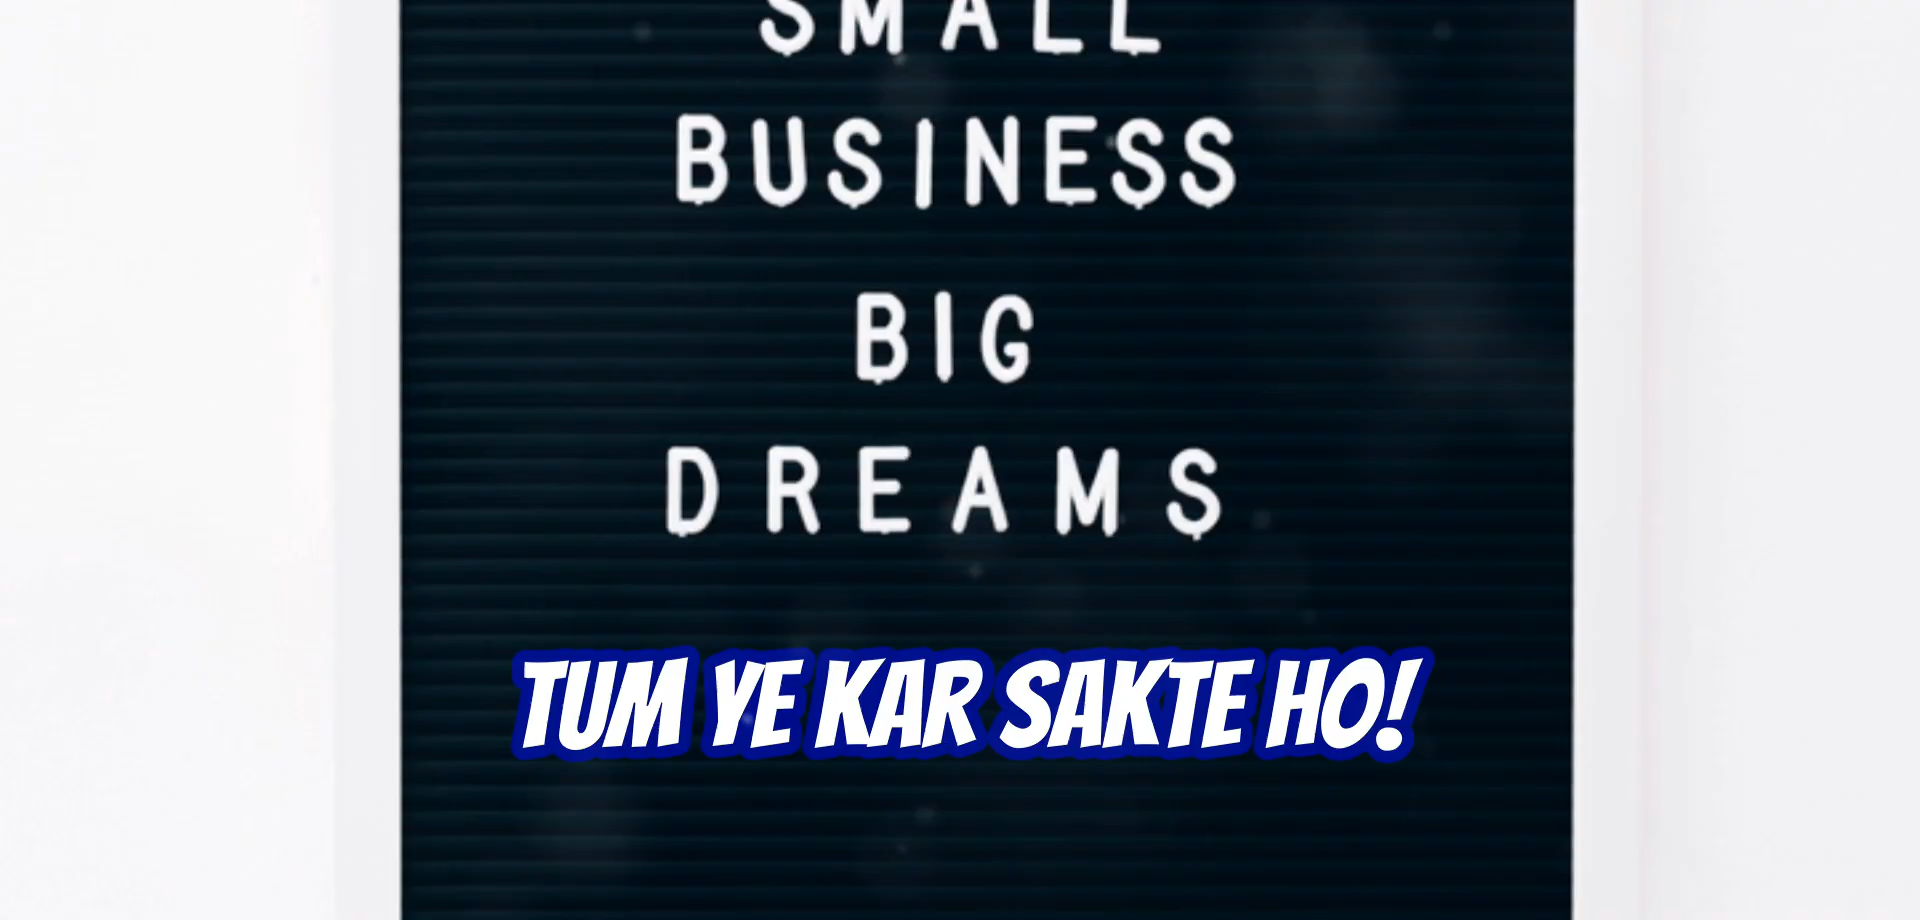 SMALL
BUSINESS
BIG
DREAMS
TUM YE KAR SAKTE HO!